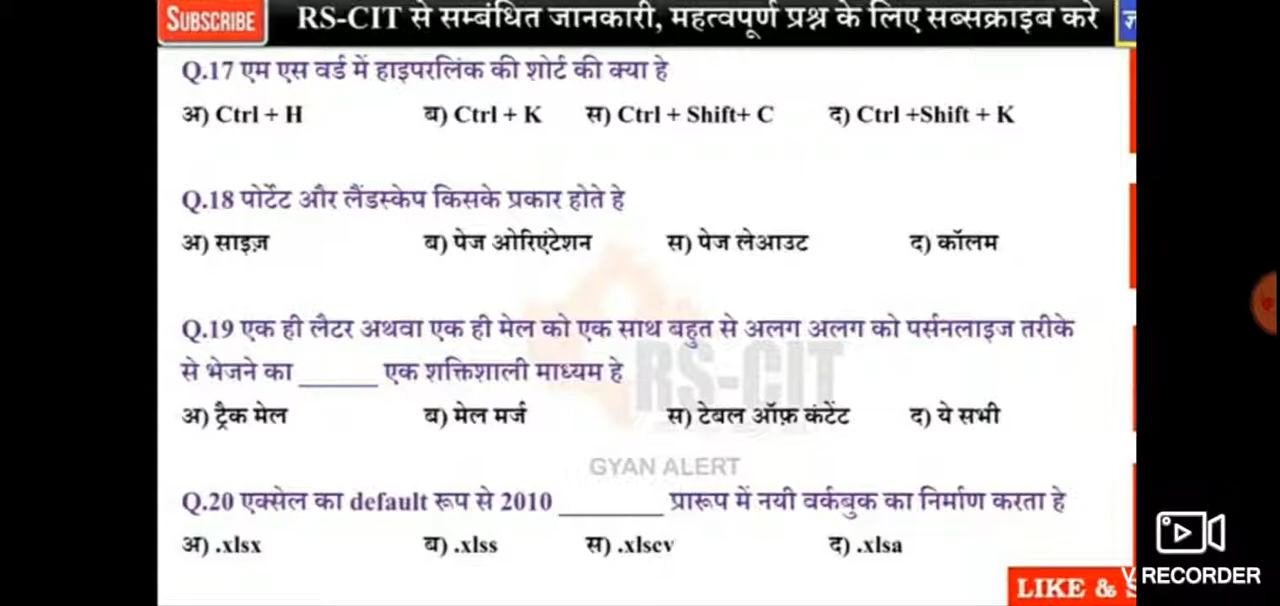 SUBSCRIBE RS-CIT से सम्बंधित जानकारी, महत्वपूर्ण प्रश्न के लिए सब्सक्राइब करे
Q.17 एम एस वर्ड में हाइपरलिंक की शोर्ट की क्या हे
अ) Ctrl + H ब) Ctrl + K स) Ctrl + Shift+ C द) Ctrl +Shift + K
Q.18 पोर्टेट और लैंडस्केप किसके प्रकार होते हे
अ) साइज़ ब) पेज ओरिएंटेशन स) पेज लेआउट द) कॉलम
Q.19 एक ही लैटर अथवा एक ही मेल को एक साथ बहुत से अलग अलग को पर्सनलाइज तरीके
से भेजने का ______ एक शक्तिशाली माध्यम हे
RS-CIT
अ) ट्रैक मेल ब) मेल मर्ज स) टेबल ऑफ़ कंटेंट द) ये सभी
GYAN ALERT
Q.20 एक्सेल का default रूप से 2010 ________ प्रारूप में नयी वर्कबुक का निर्माण करता हे
अ) .xlsx ब) .xlss स) .xlscv द) .xlsa
LIKE &
V RECORDER